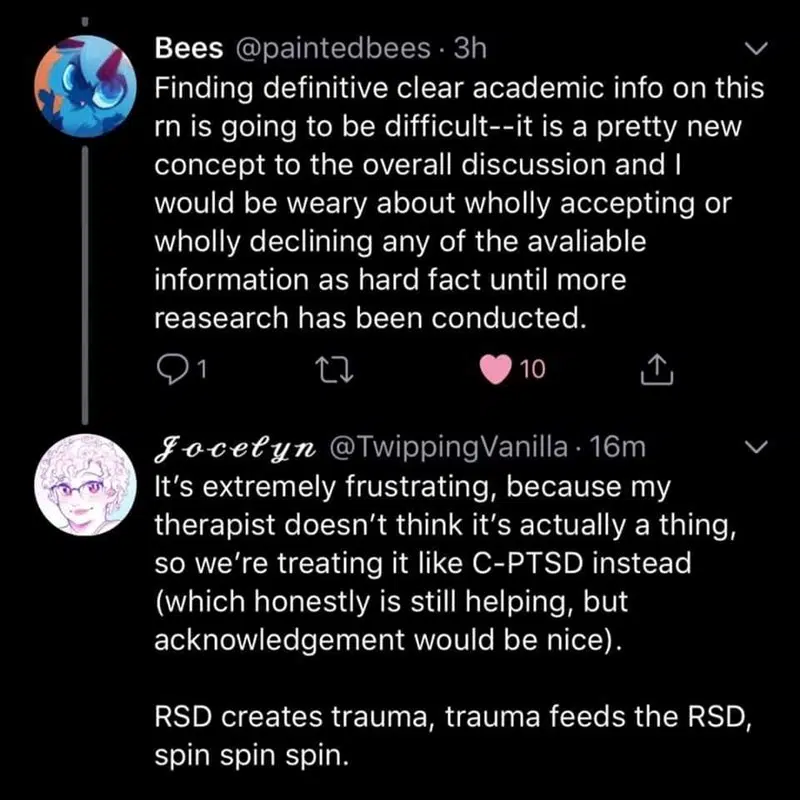 Bees @paintedbees · 3h
Finding definitive clear academic info on this
rn is going to be difficult--it is a pretty new
concept to the overall discussion and I
would be weary about wholly accepting or
wholly declining any of the avaliable
information as hard fact until more
reasearch has been conducted.
1 10
𝒥𝑜𝒸𝑒𝓁𝓎𝓃 @TwippingVanilla · 16m
It’s extremely frustrating, because my
therapist doesn’t think it’s actually a thing,
so we’re treating it like C-PTSD instead
(which honestly is still helping, but
acknowledgement would be nice).
RSD creates trauma, trauma feeds the RSD,
spin spin spin.